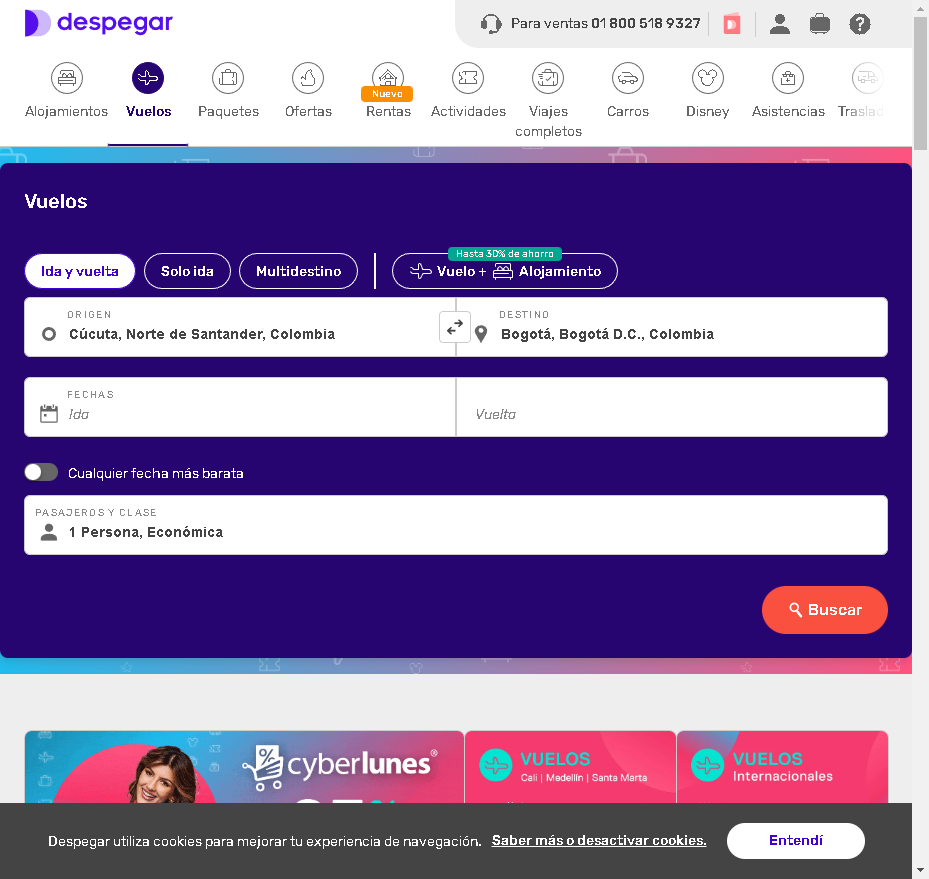 despegar
Para ventas 01 800 518 9327
Alojamientos
Vuelos
Paquetes
Ofertas
Nuevo
Rentas
Actividades
Viajes
completos
Carros
Disney
Asistencias
Traslad
Vuelos
Hasta 30% de ahorro
Ida y vuelta
Solo ida
Multidestino
Vuelo + Alojamiento
ORIGEN
Cúcuta, Norte de Santander, Colombia
DESTINO
Bogotá, Bogotá D.C., Colombia
FECHAS
Ida
Vuelta
Cualquier fecha más barata
PASAJEROS Y CLASE
1 Persona, Económica
Buscar
cyberlunes®
VUELOS
Cali | Medellín | Santa Marta
VUELOS
Internacionales
Despegar utiliza cookies para mejorar tu experiencia de navegación. Saber más o desactivar cookies.
Entendí